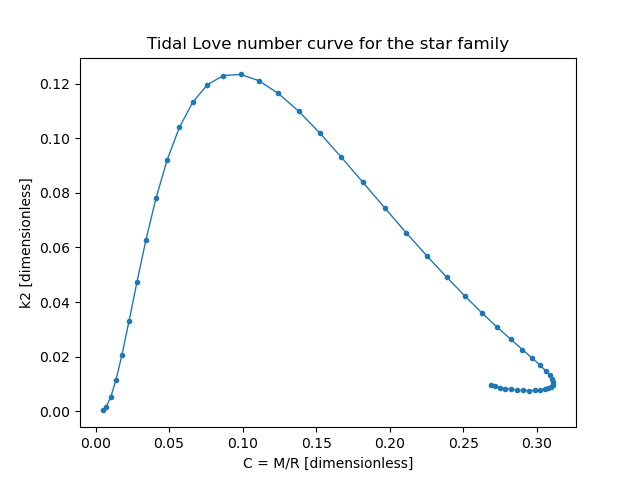 Tidal Love number curve for the star family
0.12
0.10
0.08
0.06
0.04
0.02
0.00
k2 [dimensionless]
0.00 0.05 0.10 0.15 0.20 0.25 0.30
C = M/R [dimensionless]